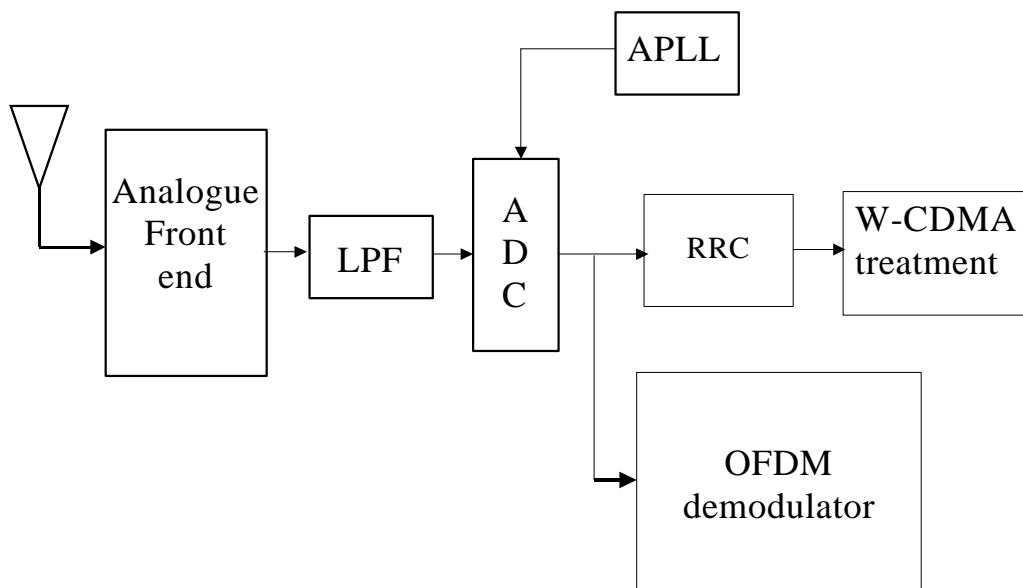 APLL
Analogue
Front
end
LPF
A
D
C
RRC
W-CDMA
treatment
OFDM
demodulator